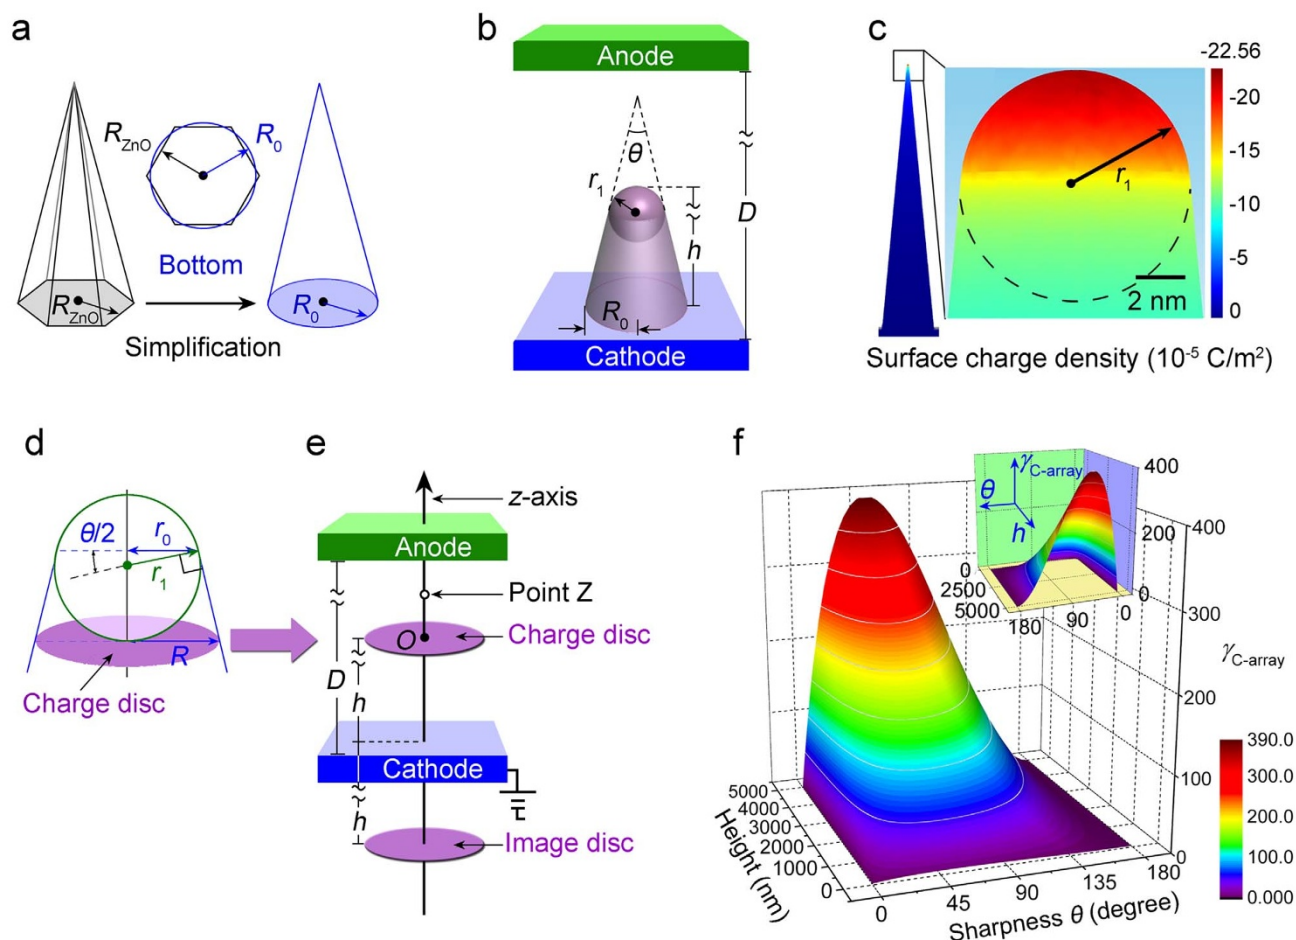 a
R_ZnO
R_0
Bottom
R_ZnO
R_0
Simplification
b
Anode
θ
r_1
h
D
R_0
Cathode
c
-22.56
-20
-15
-10
-5
0
r_1
2 nm
Surface charge density (10^-5 C/m^2)
d
θ/2
r_0
r_1
R
Charge disc
e
z-axis
Anode
Point Z
O
Charge disc
D
h
Cathode
h
Image disc
f
γ_C-array
θ
h
400
200
0
0
2500
5000
180
90
0
400
300
200
100
0
γ_C-array
390.0
300.0
200.0
100.0
0.000
5000
4000
3000
2000
1000
0
Height (nm)
0
45
90
135
180
Sharpness θ (degree)